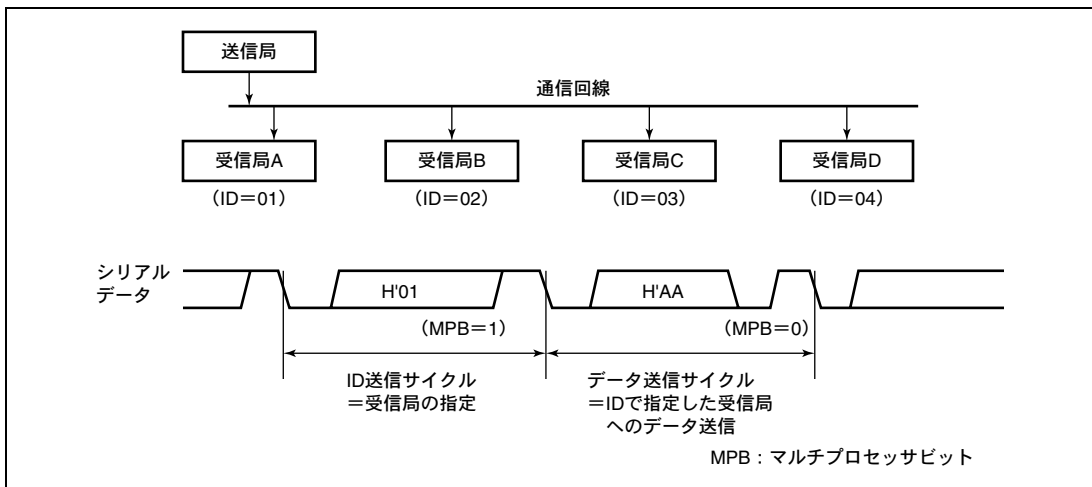 送信局
通信回線
受信局A 受信局B 受信局C 受信局D
(ID=01) (ID=02) (ID=03) (ID=04)
シリアル
データ
H'01 H'AA
(MPB=1) (MPB=0)
ID送信サイクル
=受信局の指定
データ送信サイクル
=IDで指定した受信局
へのデータ送信
MPB:マルチプロセッサビット